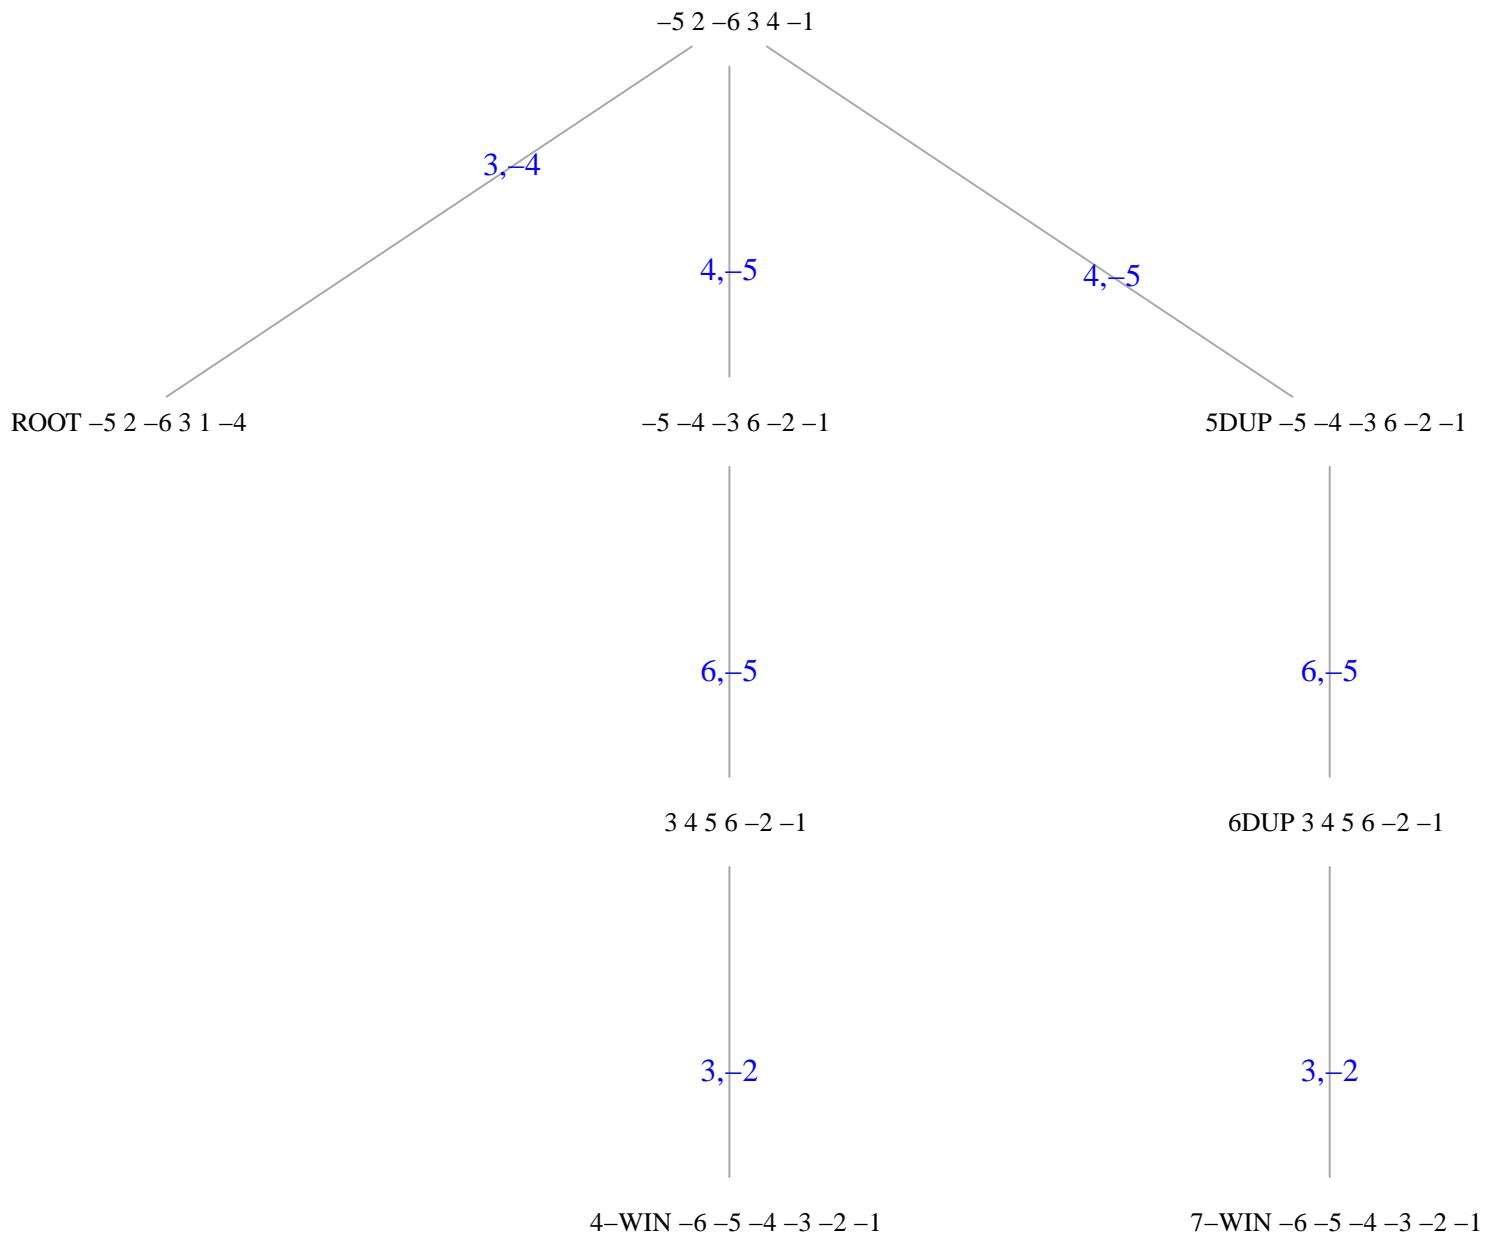 –5 2 –6 3 4 –1
3,–4
4,–5
4,–5
ROOT –5 2 –6 3 1 –4
–5 –4 –3 6 –2 –1
5DUP –5 –4 –3 6 –2 –1
6,–5
6,–5
3 4 5 6 –2 –1
6DUP 3 4 5 6 –2 –1
3,–2
3,–2
4–WIN –6 –5 –4 –3 –2 –1
7–WIN –6 –5 –4 –3 –2 –1